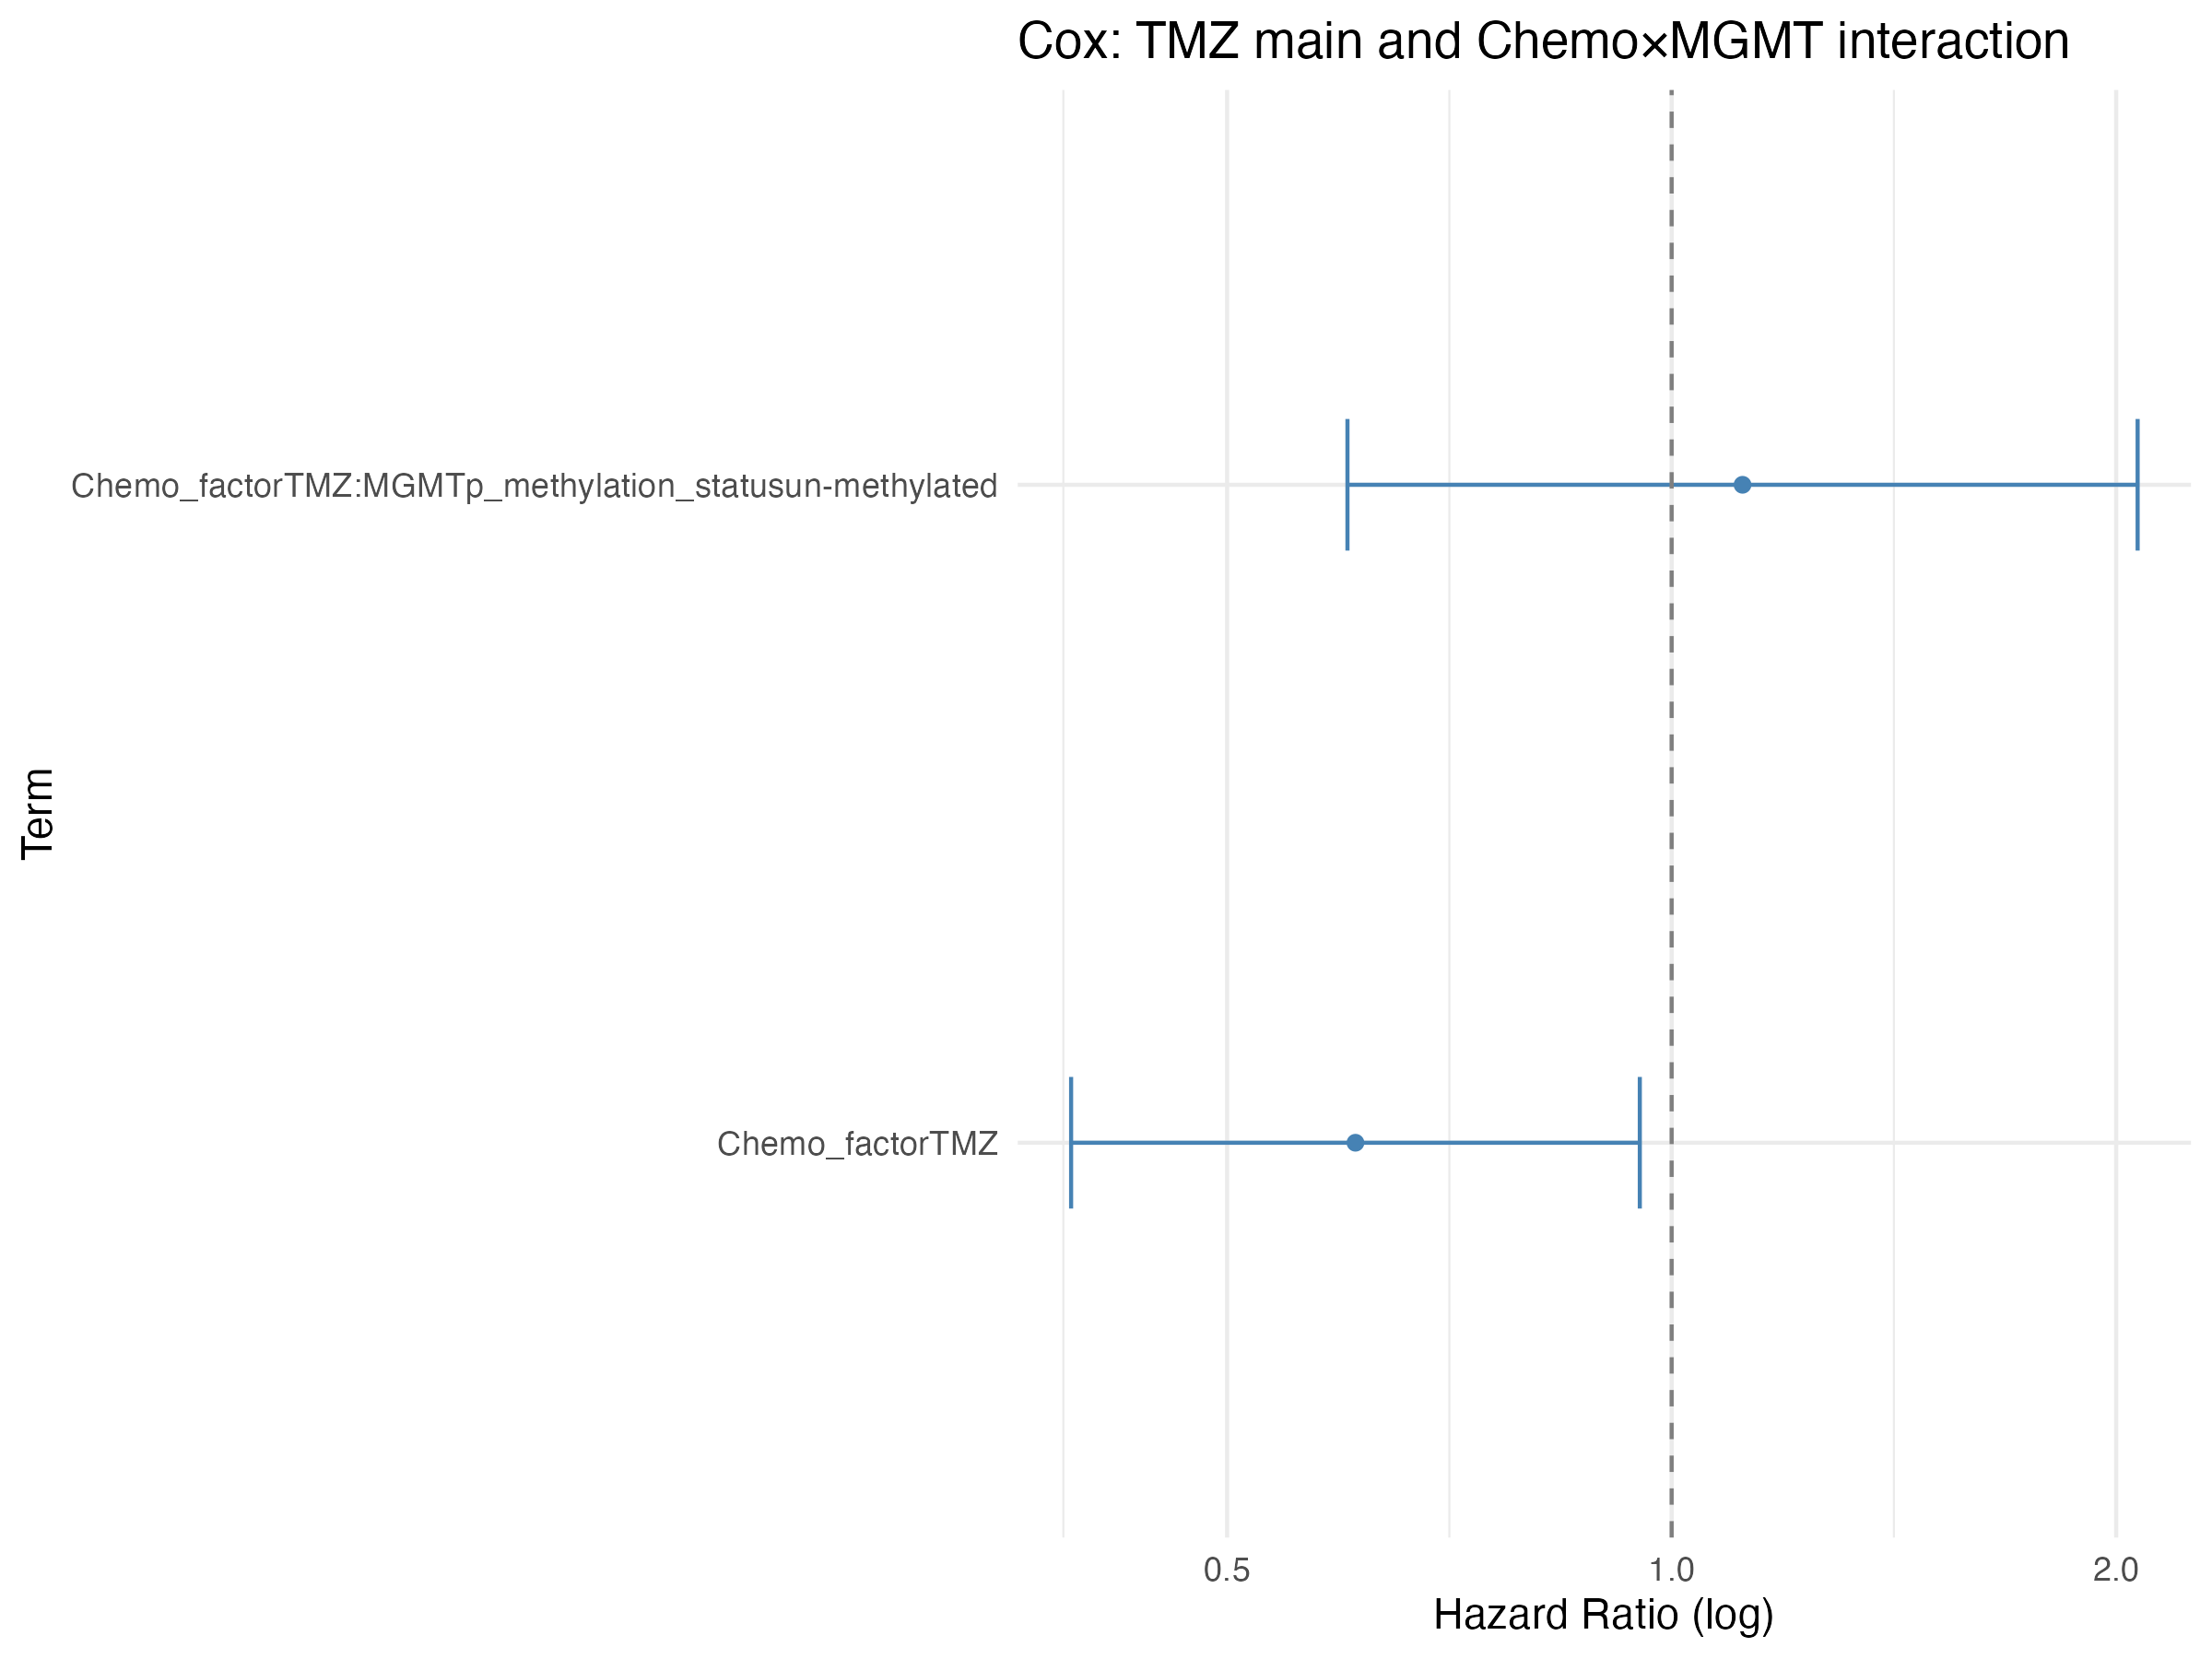 Cox: TMZ main and Chemo×MGMT interaction
Chemo_factorTMZ:MGMTp_methylation_statusun-methylated
Term
Chemo_factorTMZ
0.5 1.0 2.0
Hazard Ratio (log)